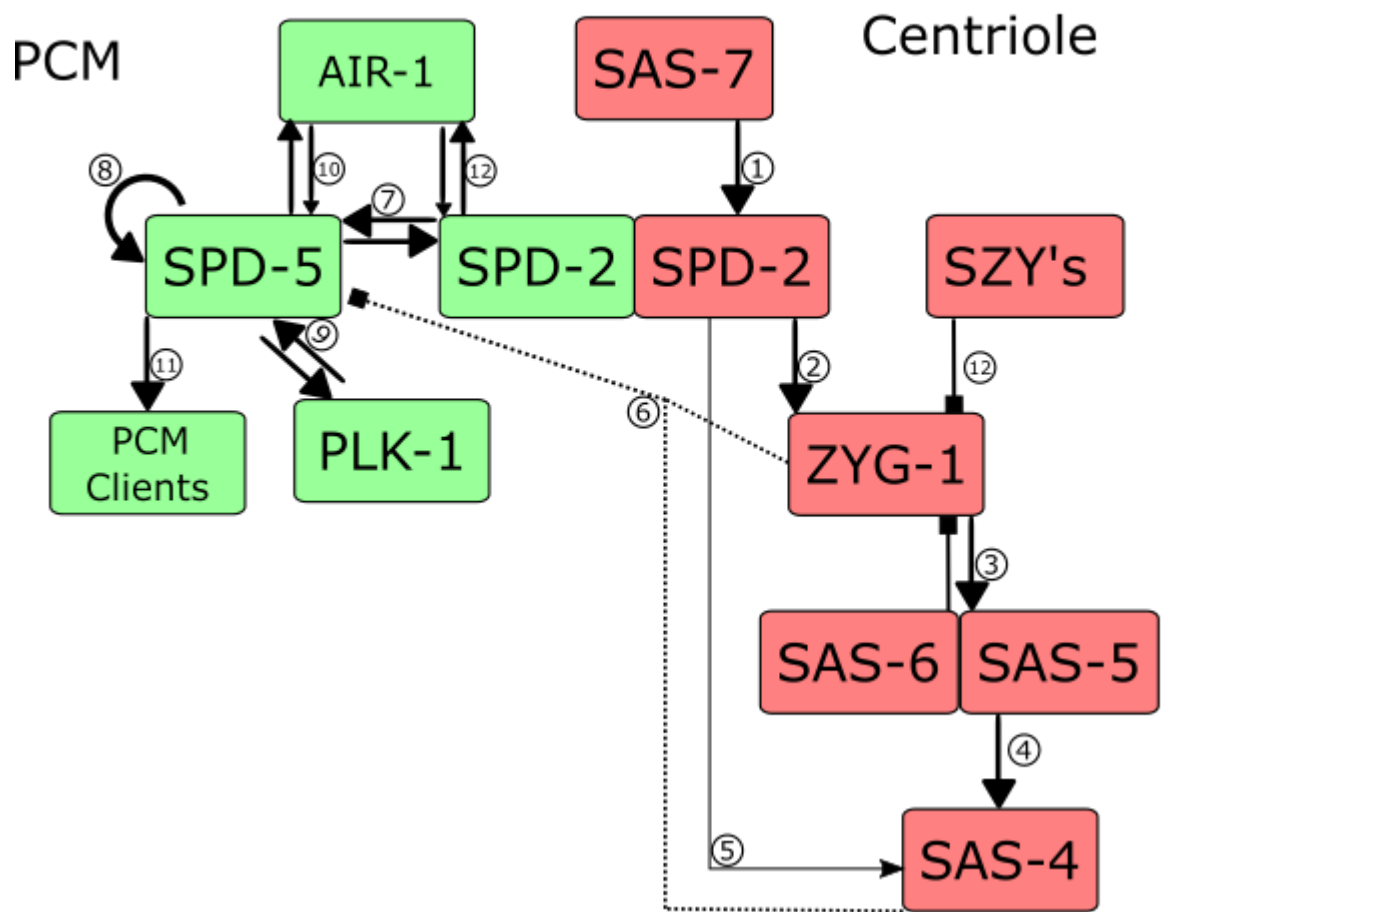 PCM
Centriole
AIR-1
SAS-7
⑧
⑩
⑫
①
⑦
SPD-5
SPD-2
SPD-2
SZY's
⑨
⑪
②
⑫
⑥
PCM
Clients
PLK-1
ZYG-1
③
SAS-6
SAS-5
④
⑤
SAS-4